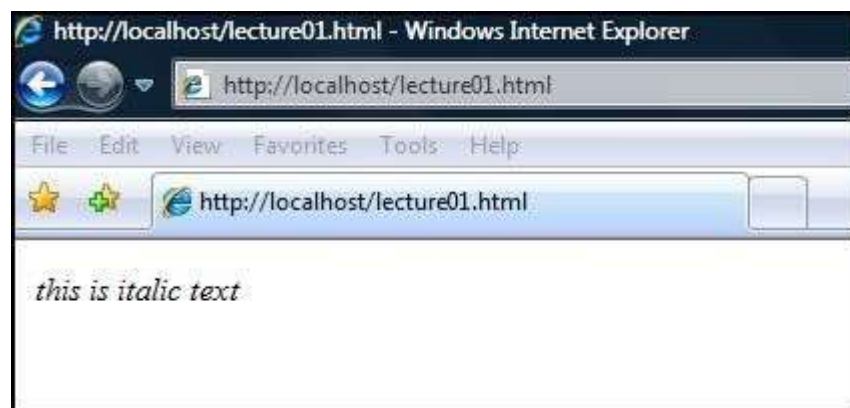 http://localhost/lecture01.html - Windows Internet Explorer
http://localhost/lecture01.html
File Edit View Favorites Tools Help
http://localhost/lecture01.html
this is italic text